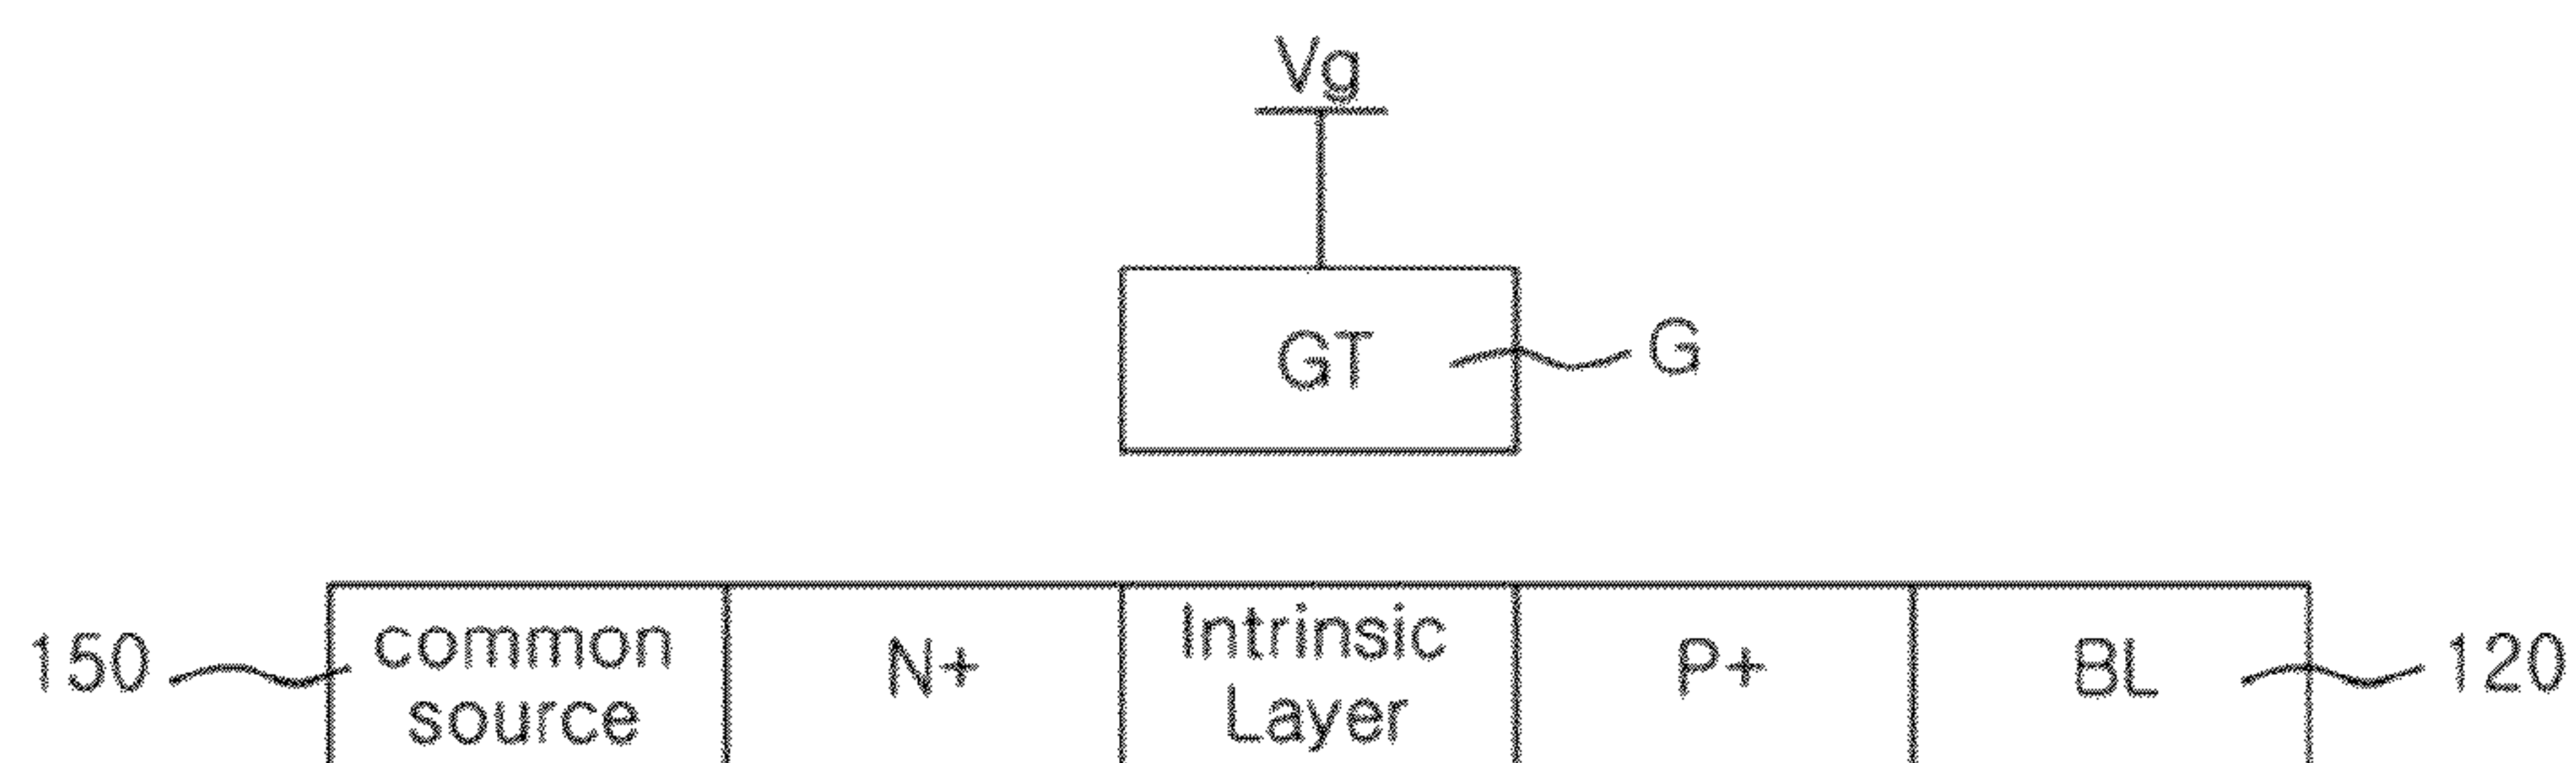 Vg
GT
G
150
common
source
N+
Intrinsic
Layer
P+
BL
120